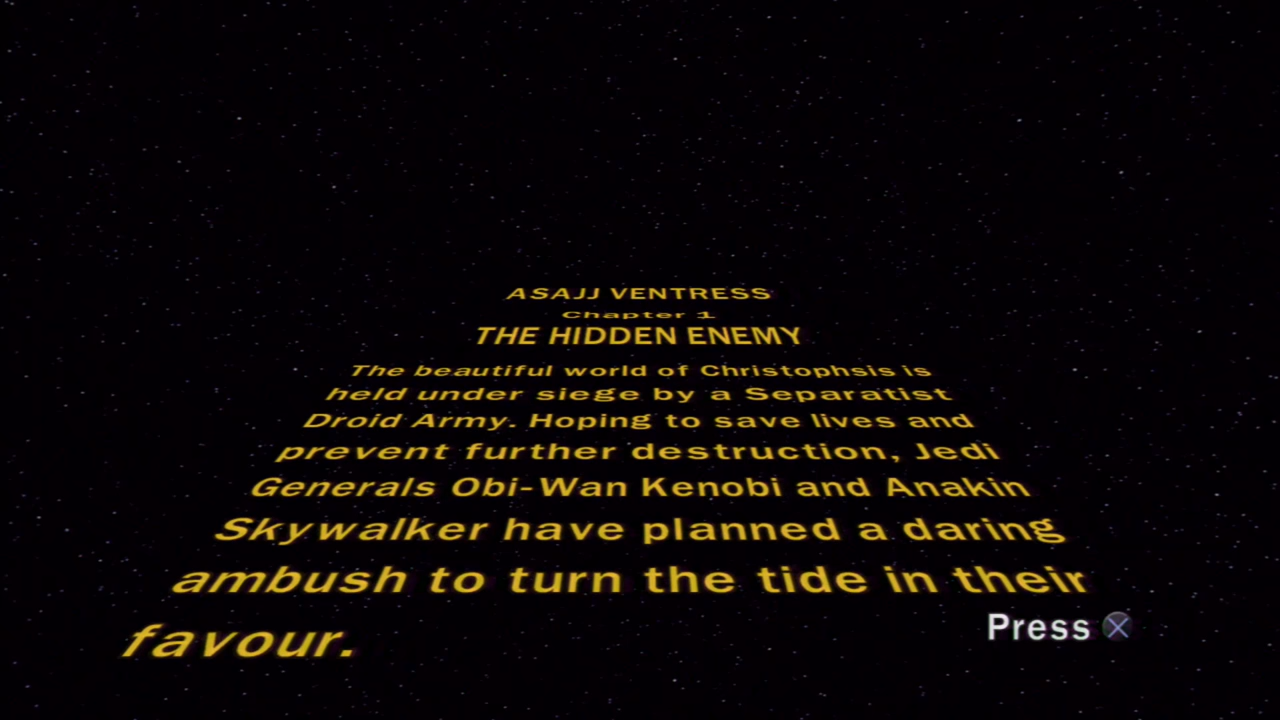 ASAJJ VENTRESS
Chapter 1
THE HIDDEN ENEMY
The beautiful world of Christophsis is
held under siege by a Separatist
Droid Army. Hoping to save lives and
prevent further destruction, Jedi
Generals Obi-Wan Kenobi and Anakin
Skywalker have planned a daring
ambush to turn the tide in their
favour.
Press